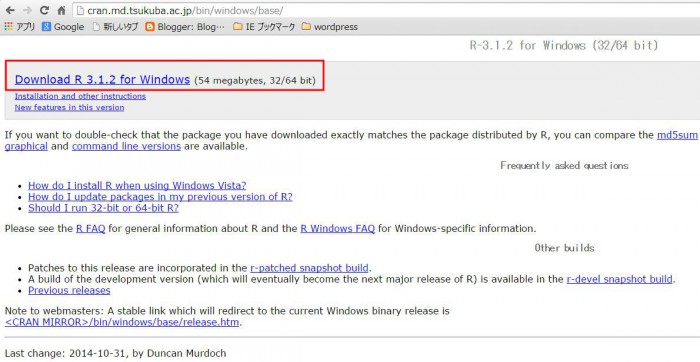 cran.md.tsukuba.ac.jp/bin/windows/base/
アプリ Google 新しいタブ Blogger: Blog... IE ブックマーク wordpress
R-3.1.2 for Windows (32/64 bit)
Download R 3.1.2 for Windows (54 megabytes, 32/64 bit)
Installation and other instructions
New features in this version
If you want to double-check that the package you have downloaded exactly matches the package distributed by R, you can compare the md5sum
graphical and command line versions are available.
Frequently asked questions
• How do I install R when using Windows Vista?
• How do I update packages in my previous version of R?
• Should I run 32-bit or 64-bit R?
Please see the R FAQ for general information about R and the R Windows FAQ for Windows-specific information.
Other builds
• Patches to this release are incorporated in the r-patched snapshot build.
• A build of the development version (which will eventually become the next major release of R) is available in the r-devel snapshot build.
• Previous releases
Note to webmasters: A stable link which will redirect to the current Windows binary release is
<CRAN MIRROR>/bin/windows/base/release.htm.
Last change: 2014-10-31, by Duncan Murdoch